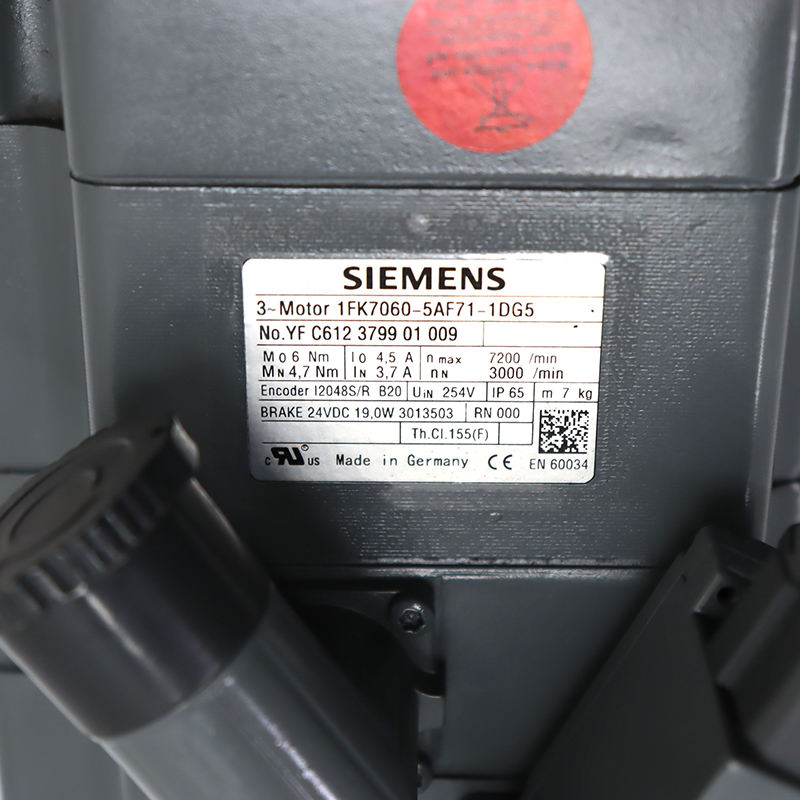 SIEMENS
3~Motor 1FK7060-5AF71-1DG5
No.YF C612 3799 01 009
M0 6 Nm I0 4,5 A n max 7200 /min
MN 4,7 Nm IN 3,7 A nN 3000 /min
Encoder I2048S/R B20 UIN 254V IP 65 m 7 kg
BRAKE 24VDC 19,0W 3013503 RN 000
Th.Cl.155(F)
c RU US Made in Germany CE EN 60034